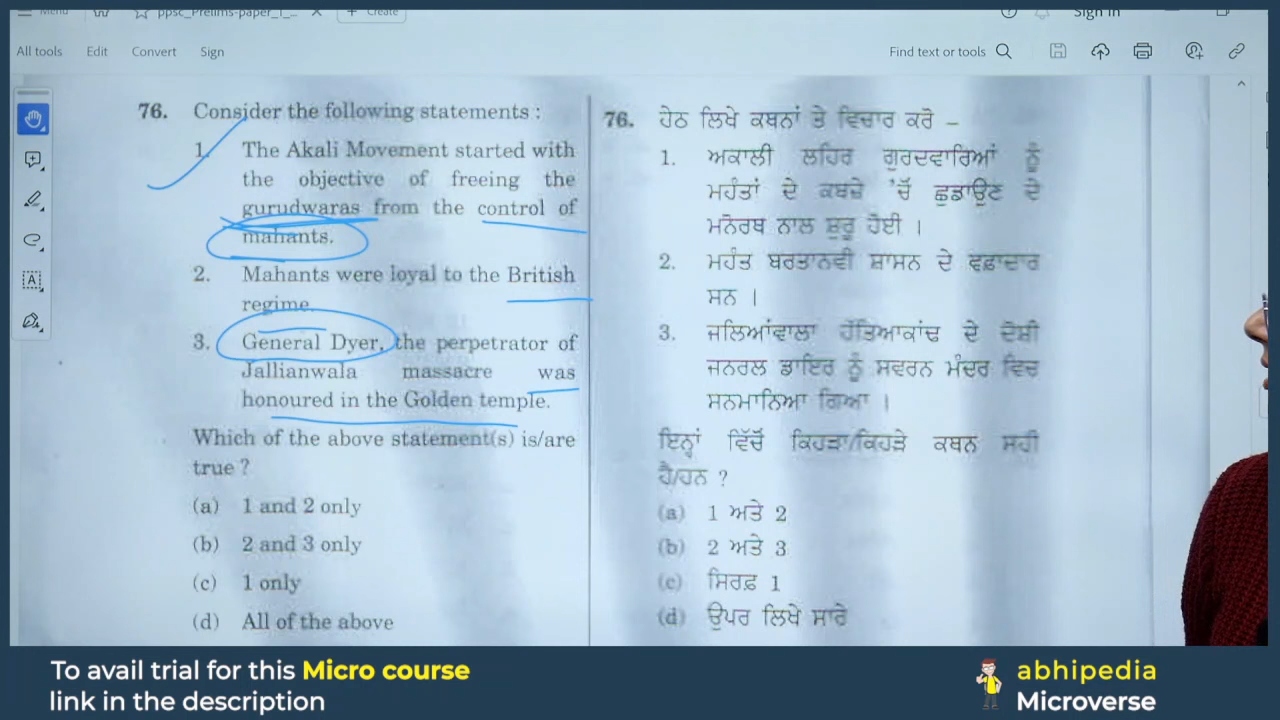 Menu
ppsc_Prelims-paper_I_...
Create
Sign in
All tools
Edit
Convert
Sign
Find text or tools
76. Consider the following statements :
1. The Akali Movement started with
the objective of freeing the
gurudwaras from the control of
mahants.
2. Mahants were loyal to the British
regime.
3. General Dyer, the perpetrator of
Jallianwala massacre was
honoured in the Golden temple.
Which of the above statement(s) is/are
true ?
(a) 1 and 2 only
(b) 2 and 3 only
(c) 1 only
(d) All of the above
76. ਹੇਠ ਲਿਖੇ ਕਥਨਾਂ ਤੇ ਵਿਚਾਰ ਕਰੋ –
1. ਅਕਾਲੀ ਲਹਿਰ ਗੁਰਦਵਾਰਿਆਂ ਨੂੰ
ਮਹੰਤਾਂ ਦੇ ਕਬਜ਼ੇ 'ਚੋਂ ਛੁਡਾਉਣ ਦੇ
ਮਨੋਰਥ ਨਾਲ ਸ਼ੁਰੂ ਹੋਈ ।
2. ਮਹੰਤ ਬਰਤਾਨਵੀ ਸ਼ਾਸਨ ਦੇ ਵਫ਼ਾਦਾਰ
ਸਨ ।
3. ਜਲਿਆਂਵਾਲਾ ਹੱਤਿਆਕਾਂਢ ਦੇ ਦੋਸ਼ੀ
ਜਨਰਲ ਡਾਇਰ ਨੂੰ ਸਵਰਨ ਮੰਦਰ ਵਿਚ
ਸਨਮਾਨਿਆ ਗਿਆ ।
ਇਨ੍ਹਾਂ ਵਿੱਚੋਂ ਕਿਹੜਾ/ਕਿਹੜੇ ਕਥਨ ਸਹੀ
ਹੈ/ਹਨ ?
(a) 1 ਅਤੇ 2
(b) 2 ਅਤੇ 3
(c) ਸਿਰਫ਼ 1
(d) ਉਪਰ ਲਿਖੇ ਸਾਰੇ
To avail trial for this Micro course
link in the description
abhipedia
Microverse